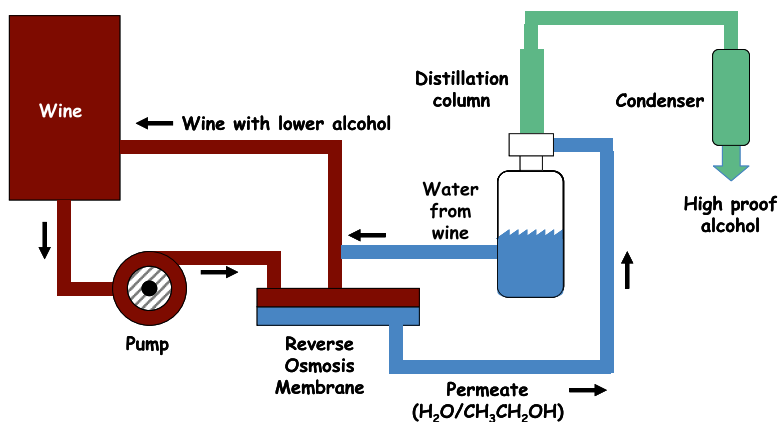 Wine
Wine with lower alcohol
Distillation
column
Condenser
High proof
alcohol
Water
from
wine
Pump
Reverse
Osmosis
Membrane
Permeate
(H₂O/CH₃CH₂OH)